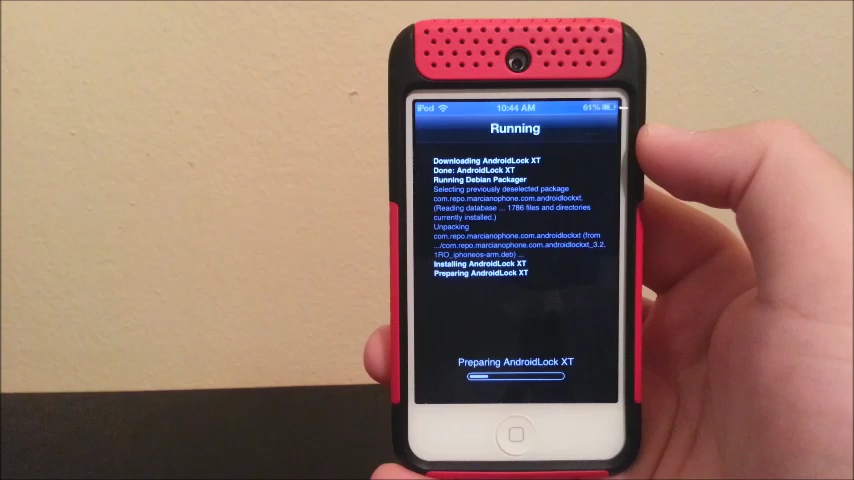 iPod 10:44 AM 61%
Running
Downloading AndroidLock XT
Done: AndroidLock XT
Running Debian Packager
Selecting previously deselected package
com.repo.marcianophone.com.androidlockxt.
(Reading database ... 1786 files and directories
currently installed.)
Unpacking
com.repo.marcianophone.com.androidlockxt (from
.../com.repo.marcianophone.com.androidlockxt_3.2.
1RO_iphoneos-arm.deb) ...
Installing AndroidLock XT
Preparing AndroidLock XT
Preparing AndroidLock XT